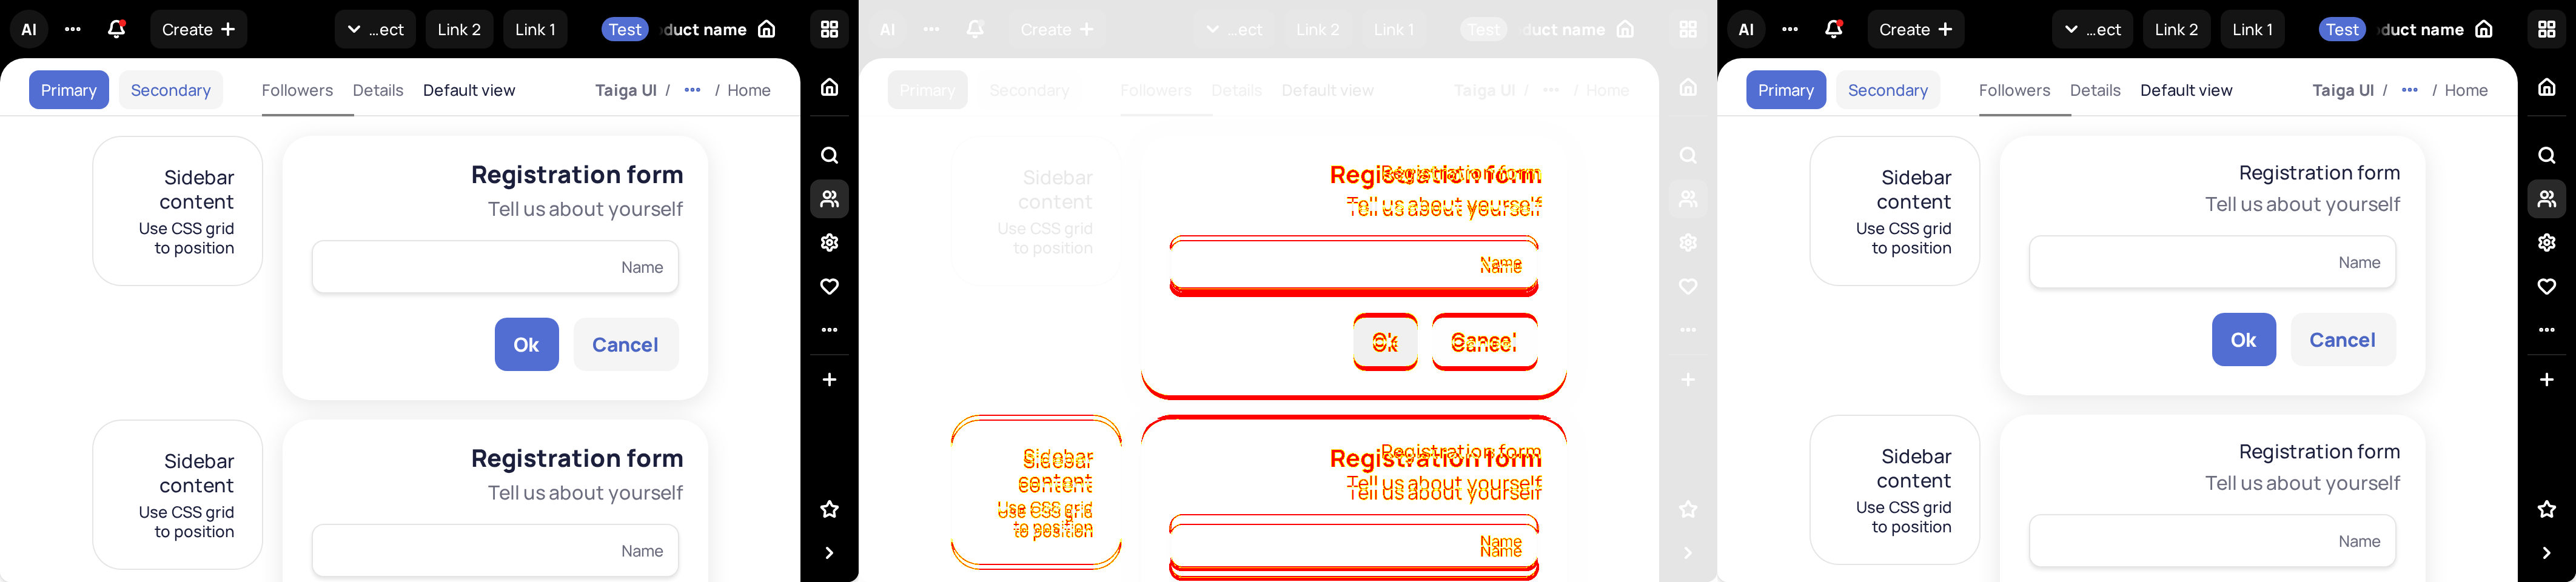 AI ... Create + ...ect Link 2 Link 1 Test duct name
Primary Secondary Followers Details Default view Taiga UI / ... / Home
Sidebar
content
Use CSS grid
to position
Registration form
Tell us about yourself
Name
Ok Cancel
Sidebar
content
Use CSS grid
to position
Registration form
Tell us about yourself
Name
AI ... Create + ...ect Link 2 Link 1 Test duct name
Primary Secondary Followers Details Default view Taiga UI / ... / Home
Sidebar
content
Use CSS grid
to position
Registration form
Tell us about yourself
Name
Ok Cancel
Sidebar
content
Use CSS grid
to position
Registration form
Tell us about yourself
Name
AI ... Create + ...ect Link 2 Link 1 Test duct name
Primary Secondary Followers Details Default view Taiga UI / ... / Home
Sidebar
content
Use CSS grid
to position
Registration form
Tell us about yourself
Name
Ok Cancel
Sidebar
content
Use CSS grid
to position
Registration form
Tell us about yourself
Name